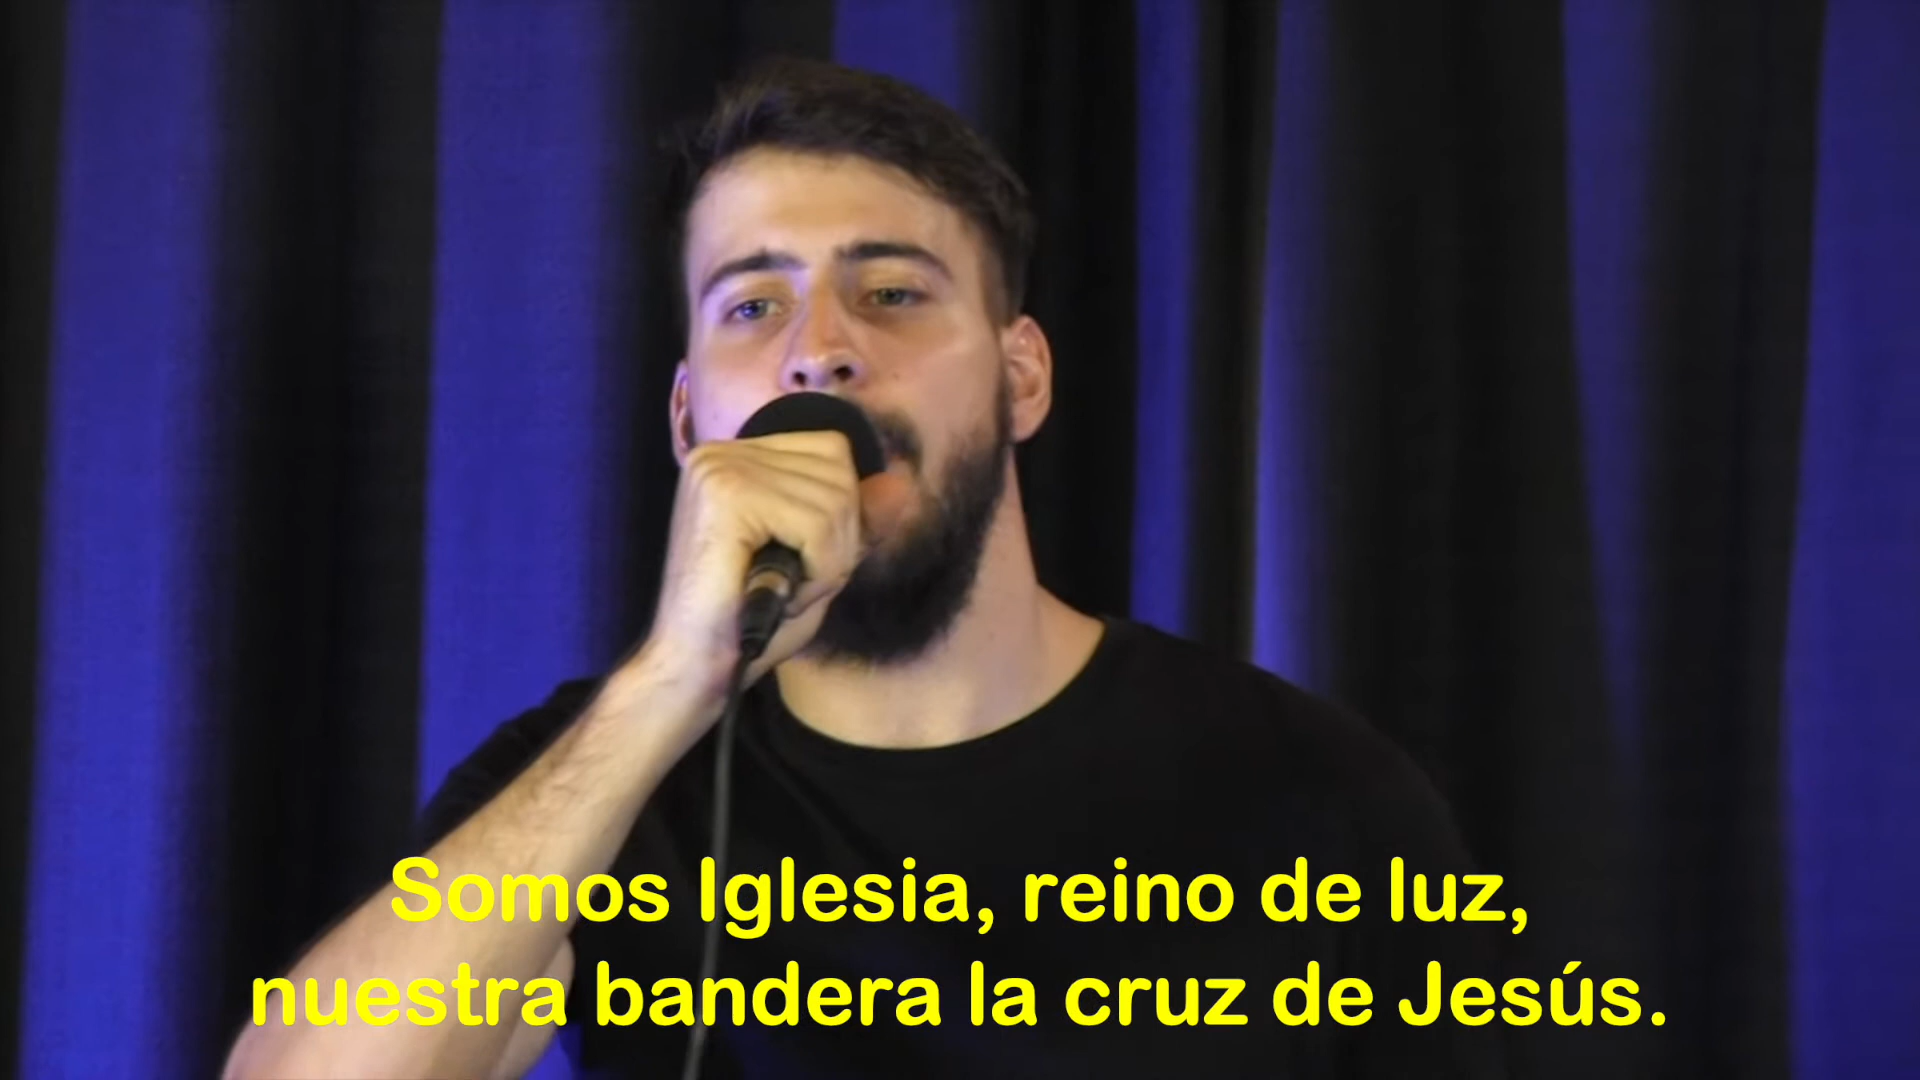 Somos Iglesia, reino de luz,
nuestra bandera la cruz de Jesús.